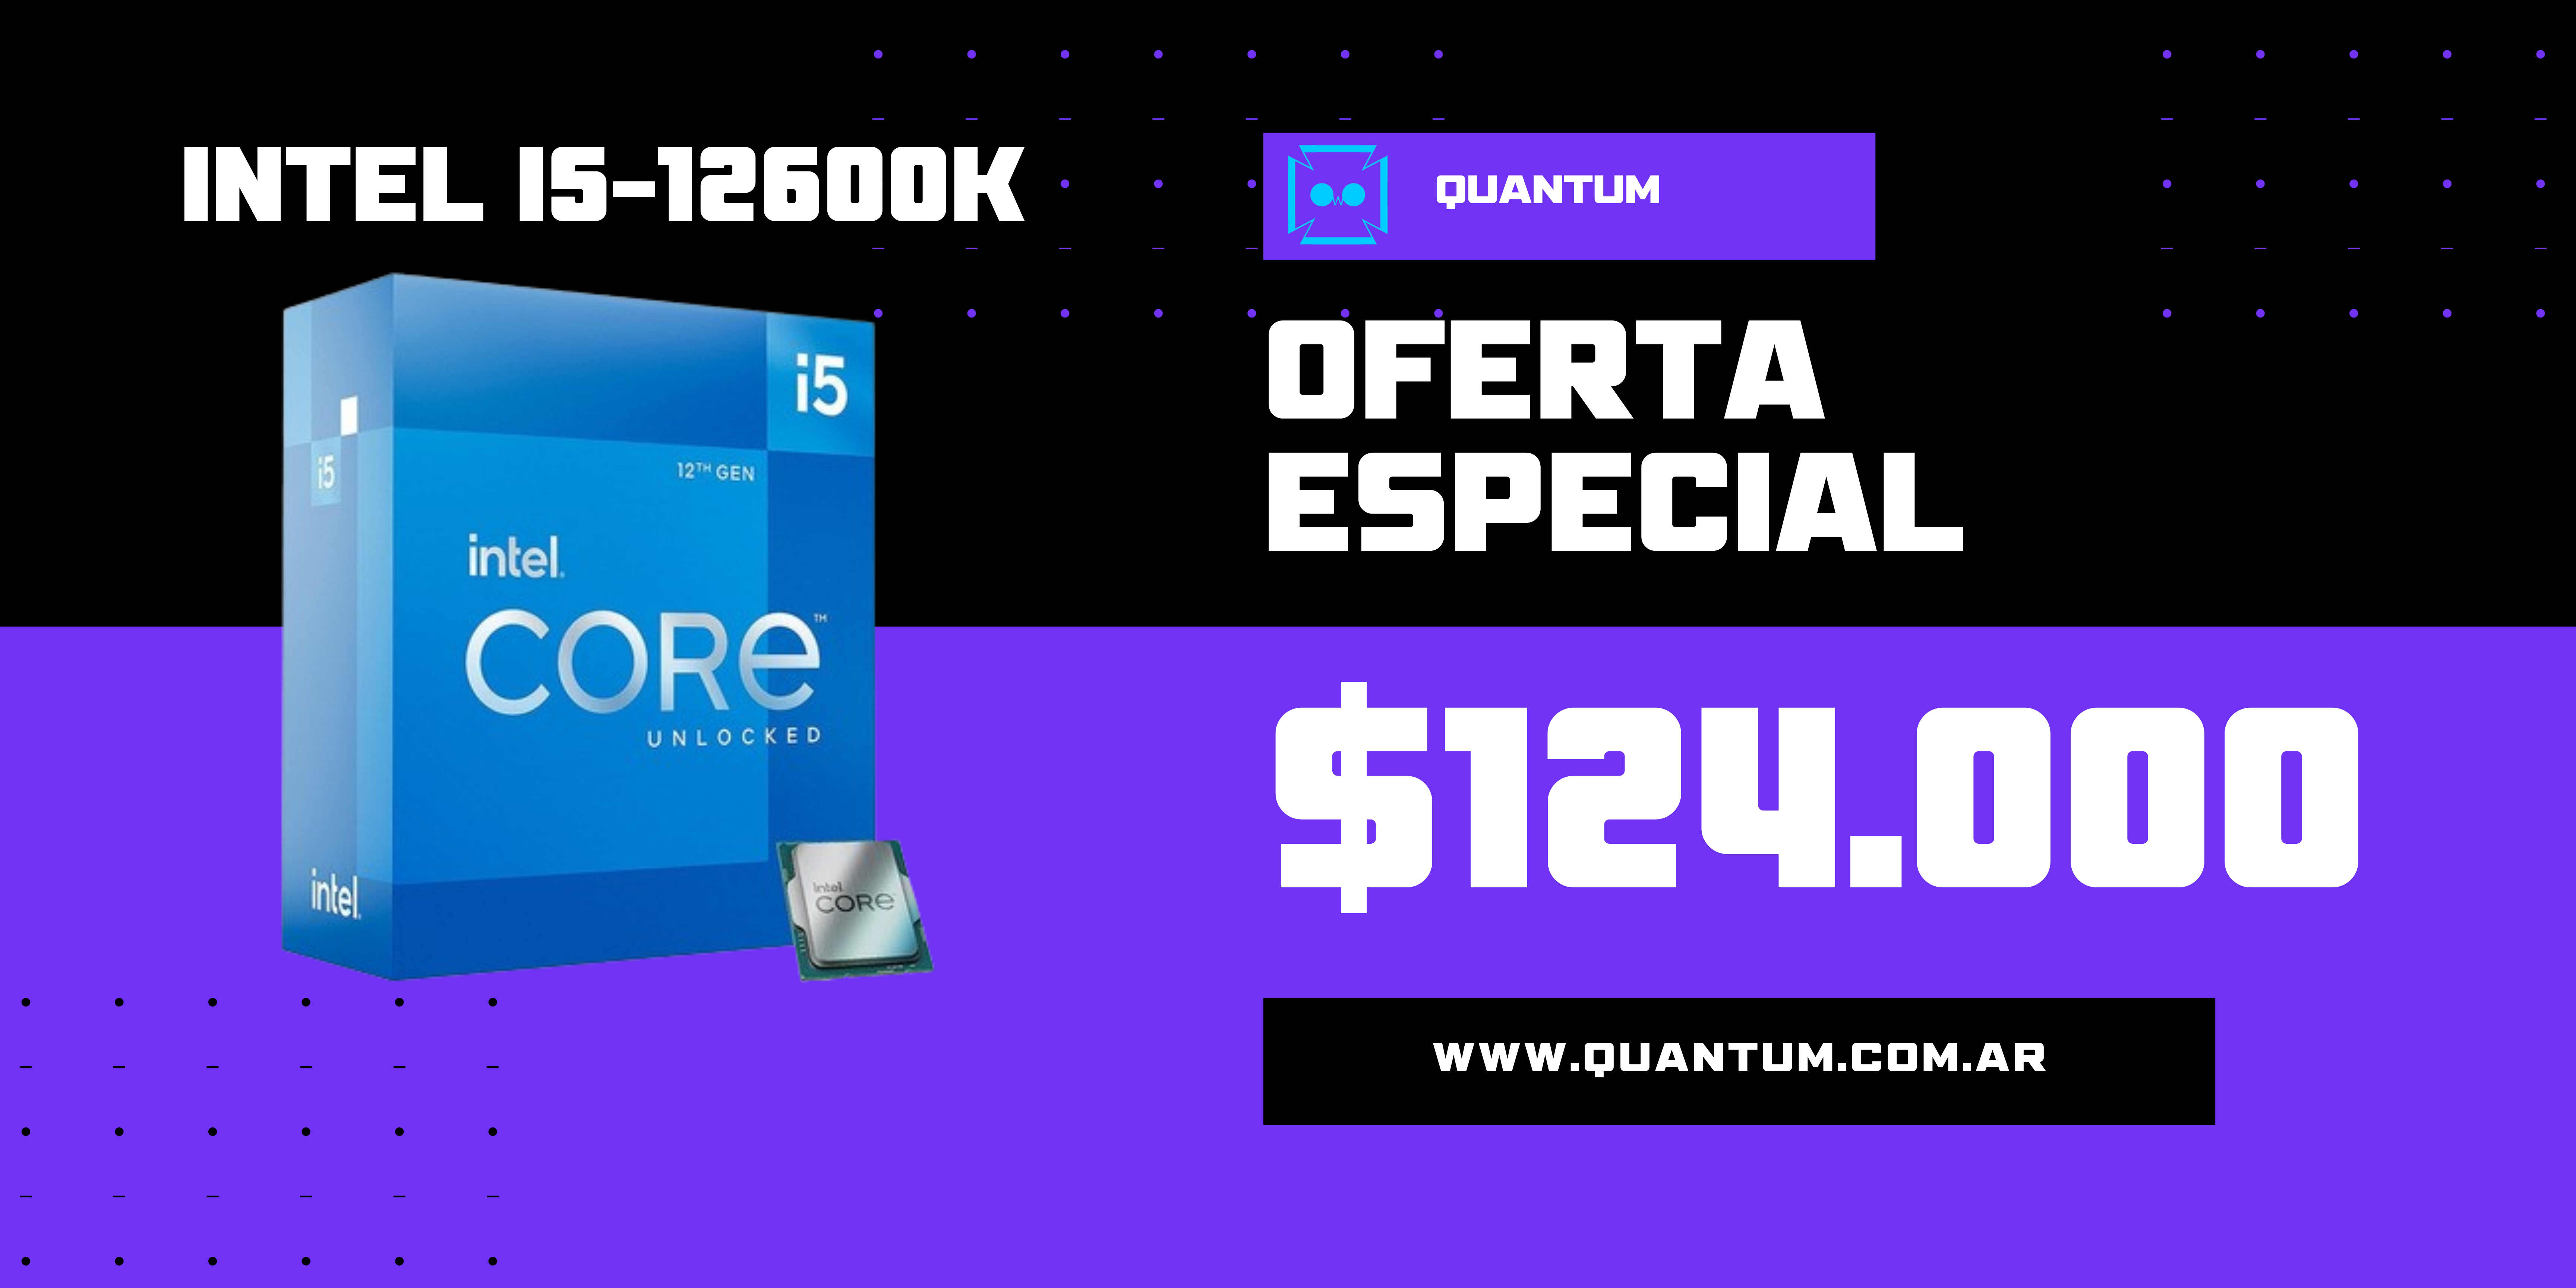 INTEL I5-12600K
i5
i5
12TH GEN
intel.
CORE™
UNLOCKED
intel.
intel
CORE
QUANTUM
OFERTA
ESPECIAL
$124.000
WWW.QUANTUM.COM.AR